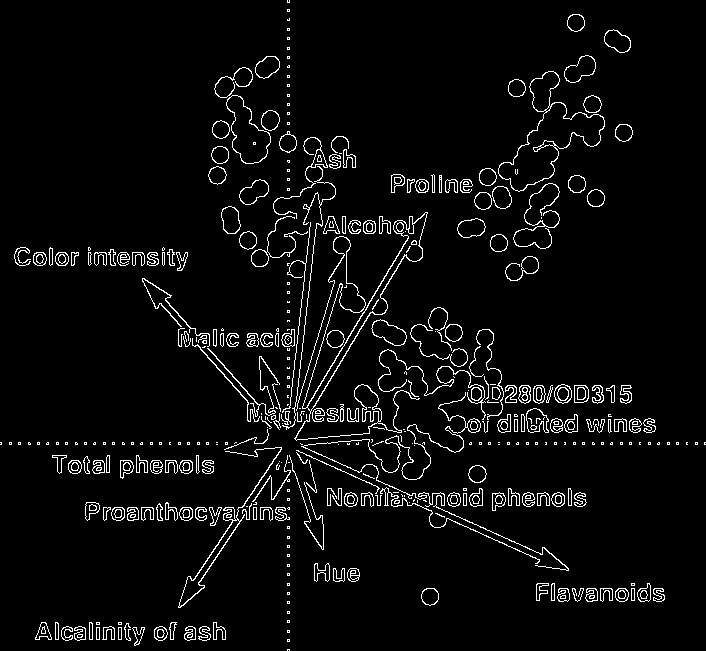 Ash
Proline
Alcohol
Color intensity
Malic acid
OD280/OD315
of diluted wines
Magnesium
Total phenols
Nonflavanoid phenols
Proanthocyanins
Hue
Flavanoids
Alcalinity of ash